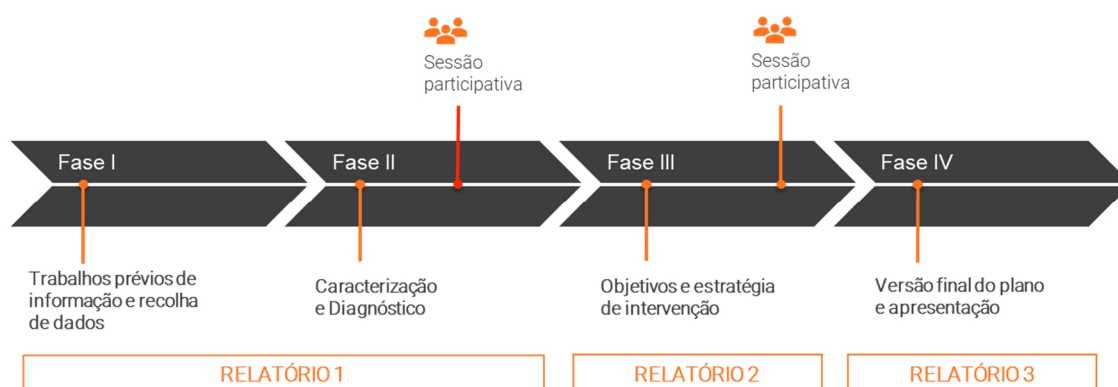 Sessão
participativa
Sessão
participativa
Fase I
Fase II
Fase III
Fase IV
Trabalhos prévios de
informação e recolha
de dados
Caracterização
e Diagnóstico
Objetivos e estratégia
de intervenção
Versão final do plano
e apresentação
RELATÓRIO 1
RELATÓRIO 2
RELATÓRIO 3